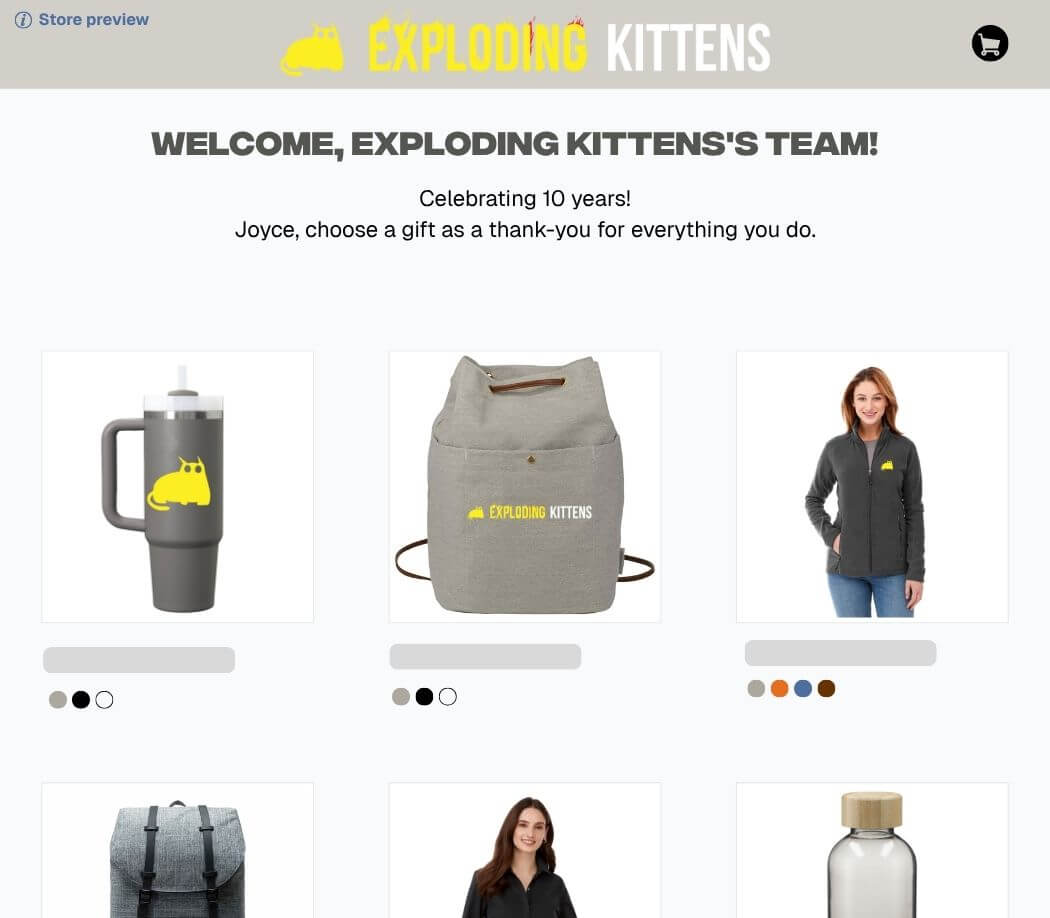 Store preview
EXPLODING KITTENS
WELCOME, EXPLODING KITTENS'S TEAM!
Celebrating 10 years!
Joyce, choose a gift as a thank-you for everything you do.
EXPLODING KITTENS